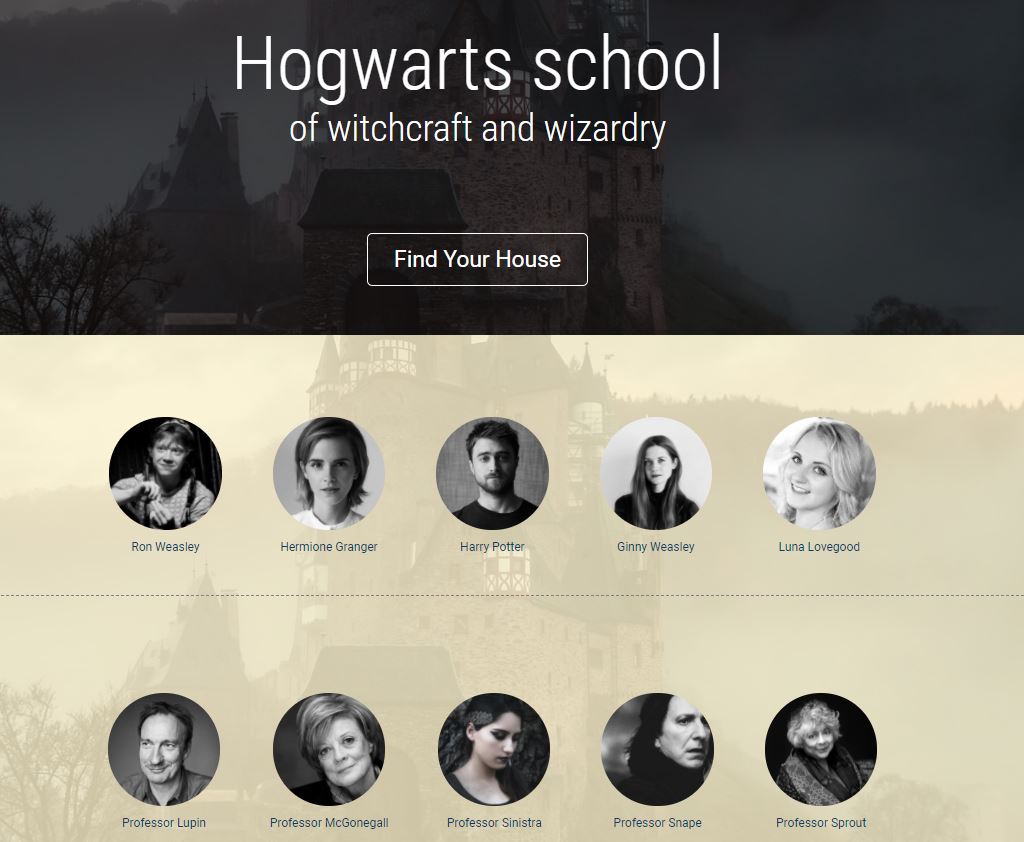 Hogwarts school
of witchcraft and wizardry
Find Your House
Ron Weasley
Hermione Granger
Harry Potter
Ginny Weasley
Luna Lovegood
Professor Lupin
Professor McGonegall
Professor Sinistra
Professor Snape
Professor Sprout